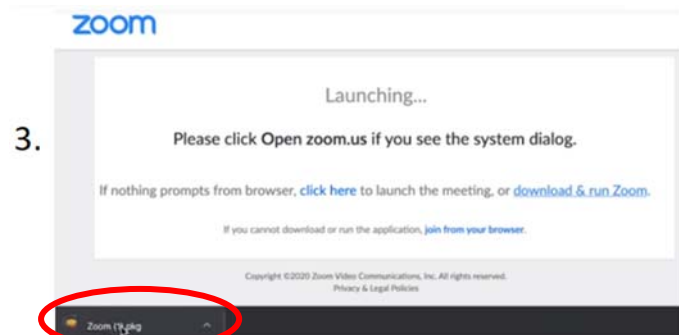 zoom
Launching...
3.
Please click Open zoom.us if you see the system dialog.
If nothing prompts from browser, click here to launch the meeting, or download & run Zoom.
If you cannot download or run the application, join from your browser.
Copyright ©2020 Zoom Video Communications, Inc. All rights reserved.
Privacy & Legal Policies
Zoom .pkg